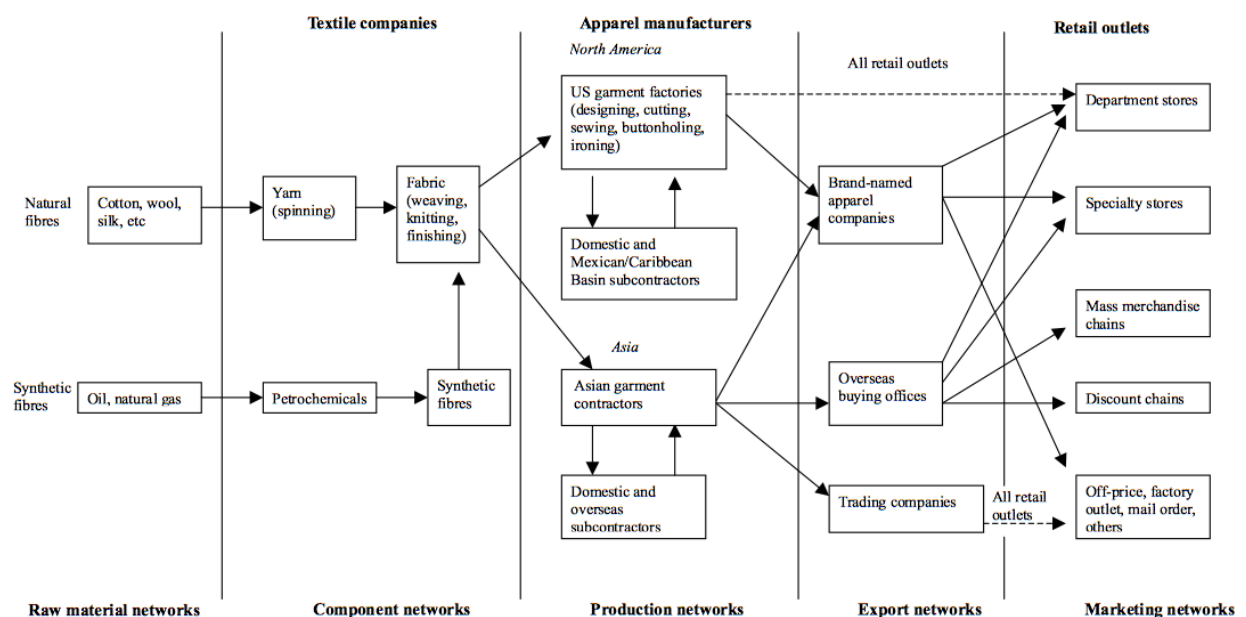 Textile companies
Apparel manufacturers
Retail outlets
North America
All retail outlets
US garment factories
(designing, cutting,
sewing, buttonholing,
ironing)
Department stores
Natural
fibres
Cotton, wool,
silk, etc
Yarn
(spinning)
Fabric
(weaving,
knitting,
finishing)
Brand-named
apparel
companies
Specialty stores
Domestic and
Mexican/Caribbean
Basin subcontractors
Mass merchandise
chains
Asia
Synthetic
fibres
Oil, natural gas
Petrochemicals
Synthetic
fibres
Asian garment
contractors
Overseas
buying offices
Discount chains
Domestic and
overseas
subcontractors
Trading companies
All retail
outlets
Off-price, factory
outlet, mail order,
others
Raw material networks
Component networks
Production networks
Export networks
Marketing networks